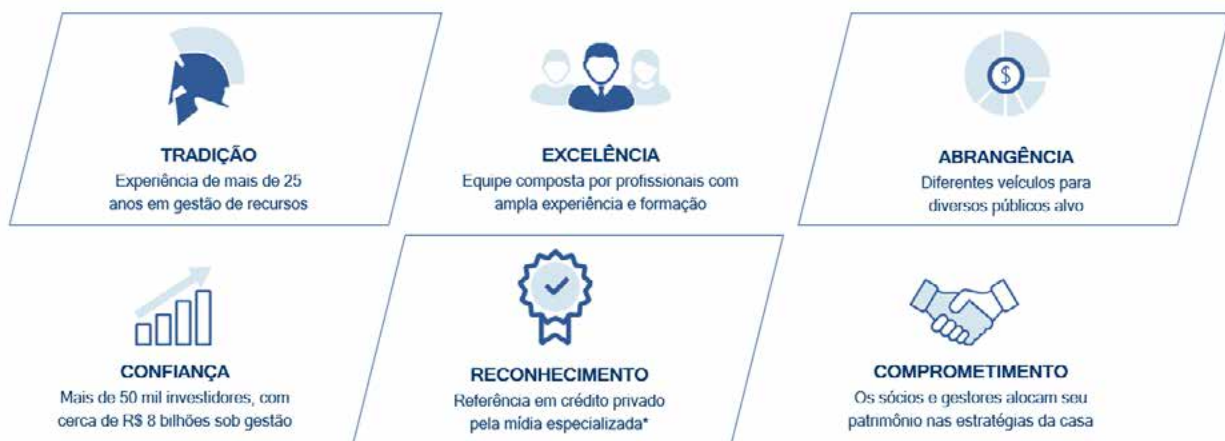 $
TRADIÇÃO
Experiência de mais de 25
anos em gestão de recursos
EXCELÊNCIA
Equipe composta por profissionais com
ampla experiência e formação
ABRANGÊNCIA
Diferentes veículos para
diversos públicos alvo
CONFIANÇA
Mais de 50 mil investidores, com
cerca de R$ 8 bilhões sob gestão
RECONHECIMENTO
Referência em crédito privado
pela mídia especializada*
COMPROMETIMENTO
Os sócios e gestores alocam seu
patrimônio nas estratégias da casa